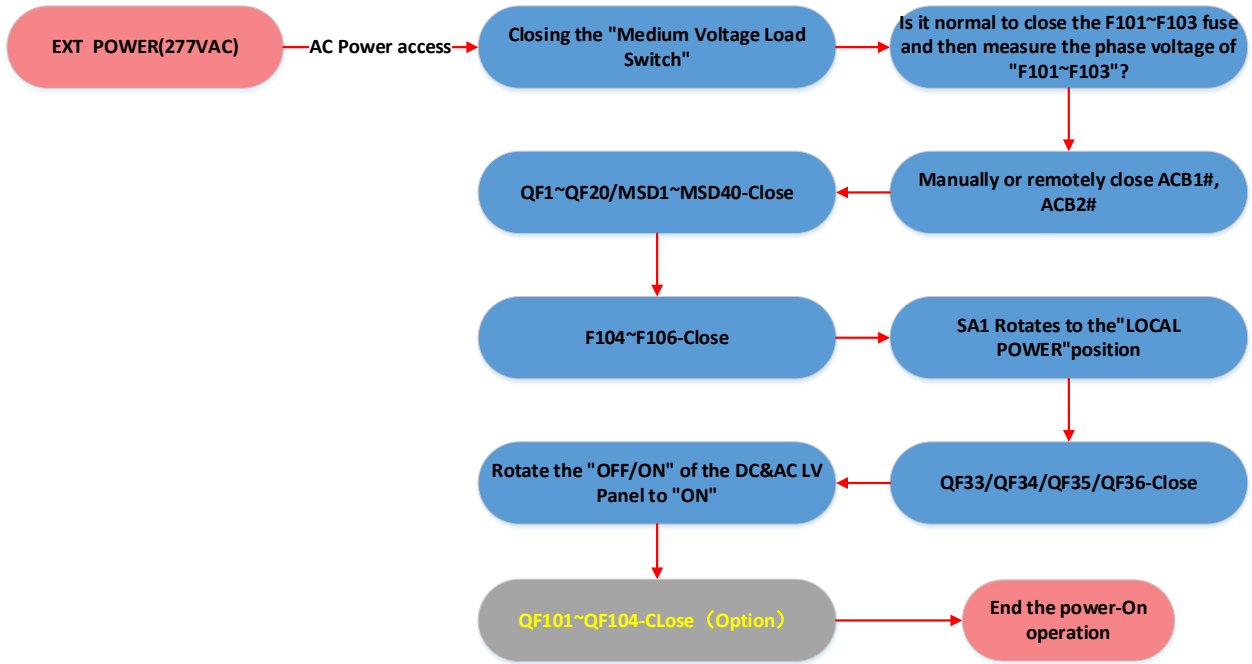 EXT  POWER(277VAC)
AC Power access
Closing the "Medium Voltage Load
Switch"
Is it normal to close the F101~F103 fuse
and then measure the phase voltage of
"F101~F103"?
Manually or remotely close ACB1#,
ACB2#
QF1~QF20/MSD1~MSD40-Close
F104~F106-Close
SA1 Rotates to the"LOCAL
POWER"position
QF33/QF34/QF35/QF36-Close
Rotate the "OFF/ON" of the DC&AC LV
Panel to "ON"
QF101~QF104-CLose（Option）
End the power-On
operation